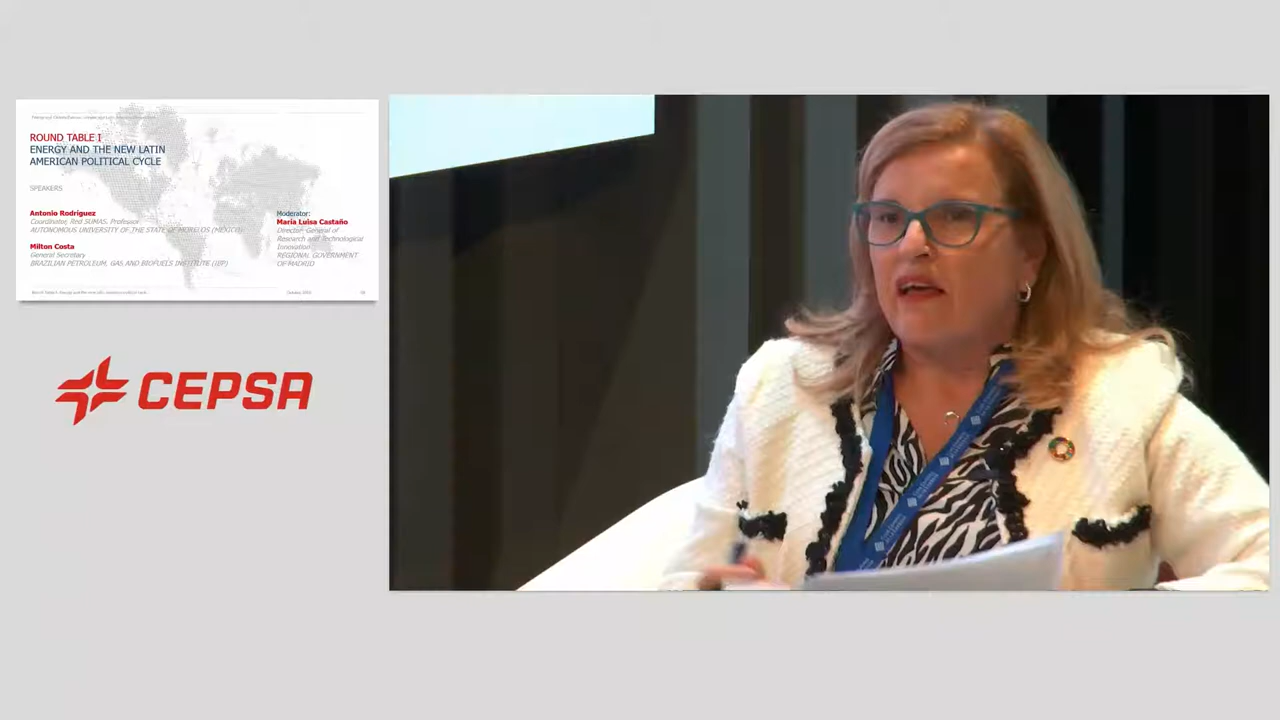 ROUND TABLE I
ENERGY AND THE NEW LATIN
AMERICAN POLITICAL CYCLE
SPEAKERS
Antonio Rodríguez
Coordinator, Red SUMAS, Professor
AUTONOMOUS UNIVERSITY OF THE STATE OF MORELOS (MEXICO)
Milton Costa
General Secretary
BRAZILIAN PETROLEUM, GAS AND BIOFUELS INSTITUTE (IBP)
Moderator:
María Luisa Castaño
Director General of
Research and Technological
Innovation
REGIONAL GOVERNMENT
OF MADRID
CEPSA